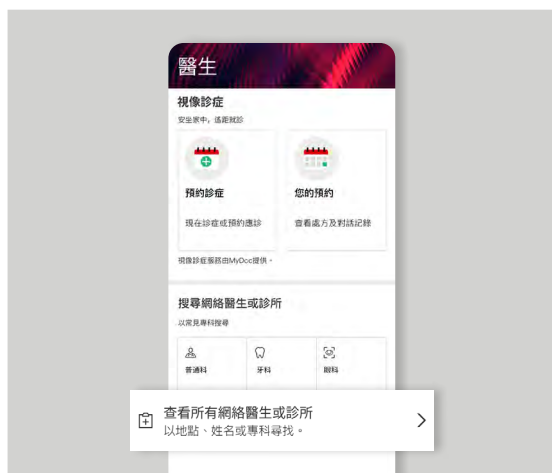 醫生
視像診症
安坐家中，遙距就診
預約診症
您的預約
現在診症或預約應診
查看處方及對話記錄
視像診症服務由MyDoc提供。
搜尋網絡醫生或診所
以常見專科搜尋
普通科
牙科
眼科
查看所有網絡醫生或診所
以地點、姓名或專科尋找。